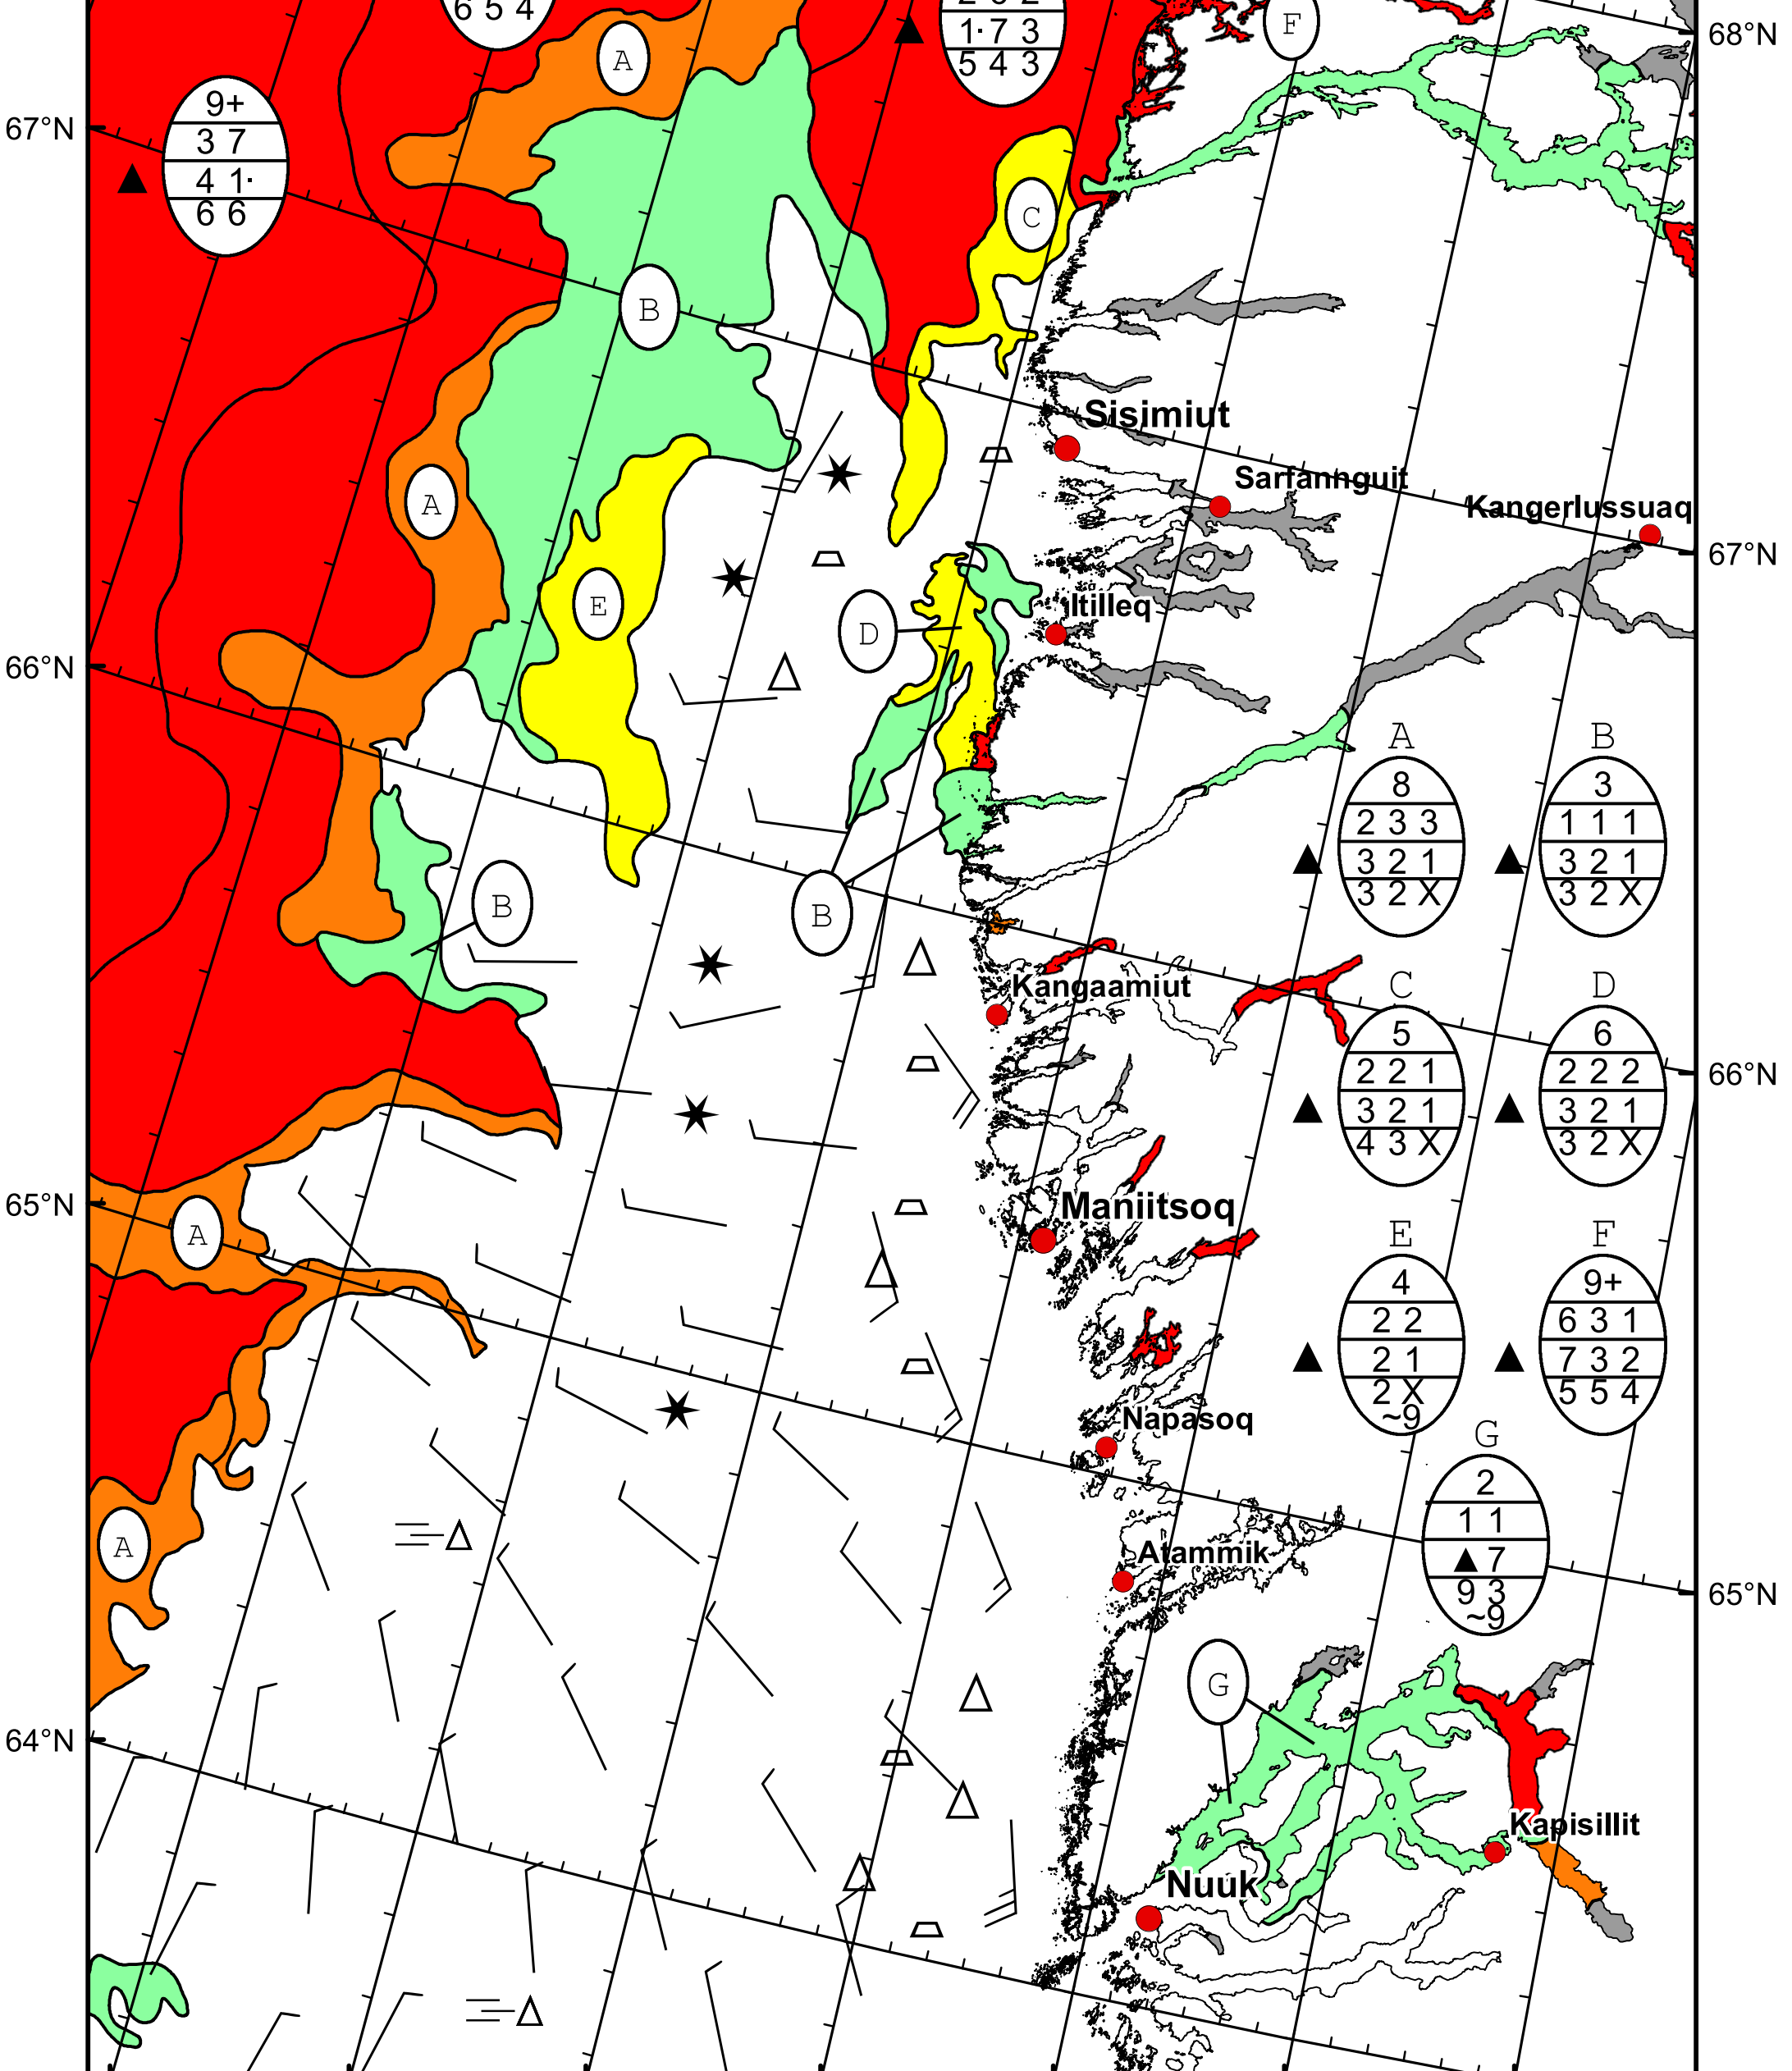 6 5 4
1·7 3
5 4 3
F
68°N
A
9+
3 7
4 1·
6 6
67°N
C
B
Sisimiut
Sarfannguit
Kangerlussuaq
A
67°N
E
Itilleq
D
66°N
A
8
2 3 3
3 2 1
3 2 X
B
3
1 1 1
3 2 1
3 2 X
B
B
Kangaamiut
C
5
2 2 1
3 2 1
4 3 X
D
6
2 2 2
3 2 1
3 2 X
66°N
65°N
Maniitsoq
A
E
4
2 2
2 1
2 X
~9
F
9+
6 3 1
7 3 2
5 5 4
Napasoq
G
2
1 1
7
9 3
~9
A
Atammik
65°N
G
64°N
Kapisillit
Nuuk